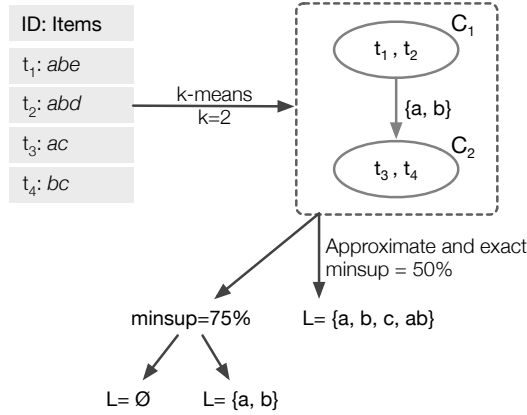 ID: Items
t1: abe
t2: abd
t3: ac
t4: bc
k-means
k=2
C1
t1 , t2
{a, b}
C2
t3 , t4
Approximate and exact
minsup = 50%
minsup=75%
L= {a, b, c, ab}
L= Ø
L= {a, b}